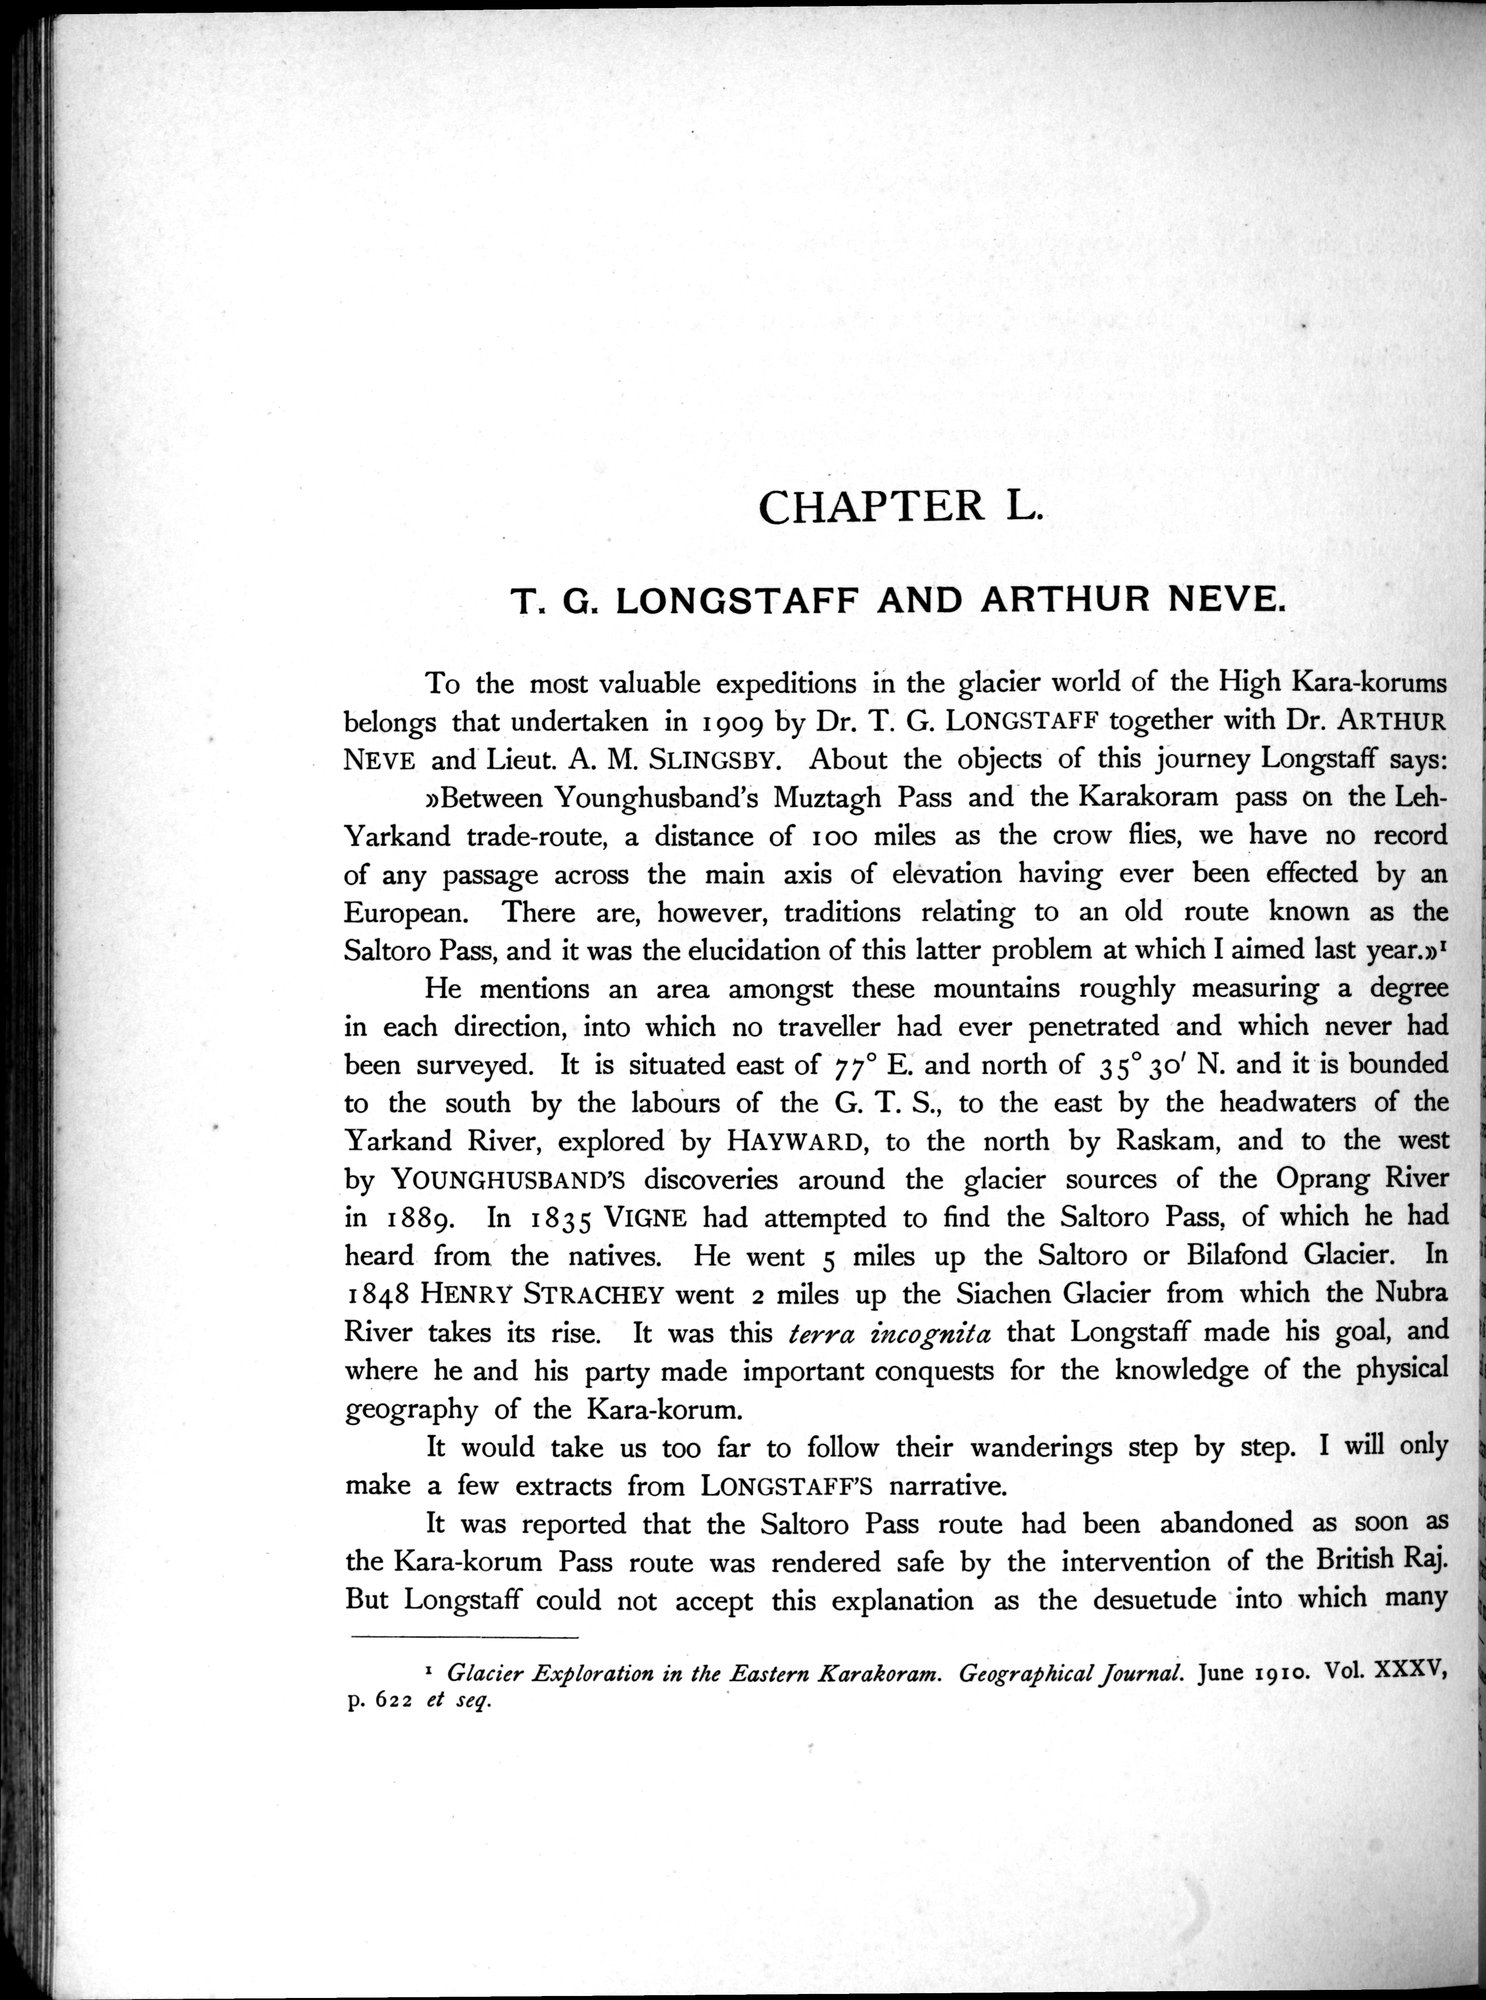 CHAPTER L.
T. G. LONGSTAFF AND ARTHUR NEVE.
To the most valuable expeditions in the glacier world of the High Kara-korums
belongs that undertaken in 1909 by Dr. T. G. LONGSTAFF together with Dr. ARTHUR
NEVE and Lieut. A. M. SLINGSBY. About the objects of this journey Longstaff says:
»Between Younghusband's Muztagh Pass and the Karakoram pass on the Leh-
Yarkand trade-route, a distance of 100 miles as the crow flies, we have no record
of any passage across the main axis of elevation having ever been effected by an
European. There are, however, traditions relating to an old route known as the
Saltoro Pass, and it was the elucidation of this latter problem at which I aimed last year.»¹
He mentions an area amongst these mountains roughly measuring a degree
in each direction, into which no traveller had ever penetrated and which never had
been surveyed. It is situated east of 77° E. and north of 35° 30′ N. and it is bounded
to the south by the labours of the G. T. S., to the east by the headwaters of the
Yarkand River, explored by HAYWARD, to the north by Raskam, and to the west
by YOUNGHUSBAND'S discoveries around the glacier sources of the Oprang River
in 1889. In 1835 VIGNE had attempted to find the Saltoro Pass, of which he had
heard from the natives. He went 5 miles up the Saltoro or Bilafond Glacier. In
1848 HENRY STRACHEY went 2 miles up the Siachen Glacier from which the Nubra
River takes its rise. It was this terra incognita that Longstaff made his goal, and
where he and his party made important conquests for the knowledge of the physical
geography of the Kara-korum.
It would take us too far to follow their wanderings step by step. I will only
make a few extracts from LONGSTAFF'S narrative.
It was reported that the Saltoro Pass route had been abandoned as soon as
the Kara-korum Pass route was rendered safe by the intervention of the British Raj.
But Longstaff could not accept this explanation as the desuetude into which many
¹ Glacier Exploration in the Eastern Karakoram. Geographical Journal. June 1910. Vol. XXXV,
p. 622 et seq.